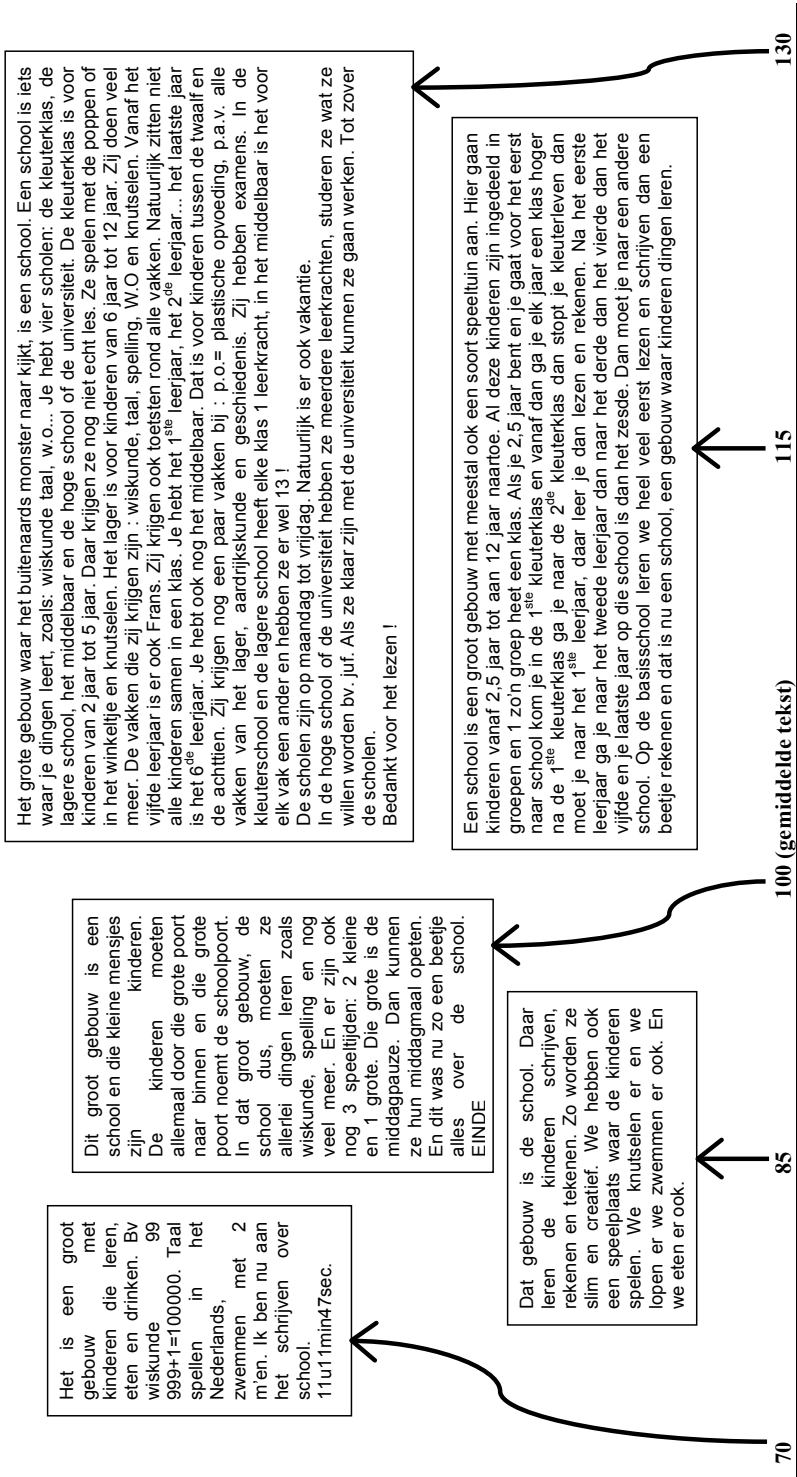 Het is een groot
gebouw met
kinderen die leren,
eten en drinken. Bv
wiskunde 99
999+1=100000. Taal
spellen in het
Nederlands,
zwemmen met 2
m'en. Ik ben nu aan
het schrijven over
school.
11u11min47sec.
Dat gebouw is de school. Daar
leren de kinderen schrijven,
rekenen en tekenen. Zo worden ze
slim en creatief. We hebben ook
een speelplaats waar de kinderen
spelen. We knutselen er en we
lopen er we zwemmen er ook. En
we eten er ook.
Dit groot gebouw is een
school en die kleine mensjes
zijn kinderen.
De kinderen moeten
allemaal door die grote poort
naar binnen en die grote
poort noemt de schoolpoort.
In dat groot gebouw, de
school dus, moeten ze
allerlei dingen leren zoals
wiskunde, spelling en nog
veel meer. En er zijn ook
nog 3 speeltijden: 2 kleine
en 1 grote. Die grote is de
middagpauze. Dan kunnen
ze hun middagmaal opeten.
En dit was nu zo een beetje
alles over de school.
EINDE
Een school is een groot gebouw met meestal ook een soort speeltuin aan. Hier gaan
kinderen vanaf 2,5 jaar tot aan 12 jaar naartoe. Al deze kinderen zijn ingedeeld in
groepen en 1 zo'n groep heet een klas. Als je 2,5 jaar bent en je gaat voor het eerst
naar school kom je in de 1ste kleuterklas en vanaf dan ga je elk jaar een klas hoger
na de 1ste kleuterklas ga je naar de 2de kleuterklas dan stopt je kleuterleven dan
moet je naar het 1ste leerjaar, daar leer je dan lezen en rekenen. Na het eerste
leerjaar ga je naar het tweede leerjaar dan naar het derde dan het vierde dan het
vijfde en je laatste jaar op die school is dan het zesde. Dan moet je naar een andere
school. Op de basisschool leren we heel veel eerst lezen en schrijven dan een
beetje rekenen en dat is nu een school, een gebouw waar kinderen dingen leren.
Het grote gebouw waar het buitenaards monster naar kijkt, is een school. Een school is iets
waar je dingen leert, zoals: wiskunde taal, w.o... Je hebt vier scholen: de kleuterklas, de
lagere school, het middelbaar en de hoge school of de universiteit. De kleuterklas is voor
kinderen van 2 jaar tot 5 jaar. Daar krijgen ze nog niet echt les. Ze spelen met de poppen of
in het winkeltje en knutselen. Het lager is voor kinderen van 6 jaar tot 12 jaar. Zij doen veel
meer. De vakken die zij krijgen zijn : wiskunde, taal, spelling, W.O en knutselen. Vanaf het
vijfde leerjaar is er ook Frans. Zij krijgen ook toetsten rond alle vakken. Natuurlijk zitten niet
alle kinderen samen in een klas. Je hebt het 1ste leerjaar, het 2de leerjaar... het laatste jaar
is het 6de leerjaar. Je hebt ook nog het middelbaar. Dat is voor kinderen tussen de twaalf en
de achttien. Zij krijgen nog een paar vakken bij : p.o.= plastische opvoeding, p.a.v. alle
vakken van het lager, aardrijkskunde en geschiedenis. Zij hebben examens. In de
kleuterschool en de lagere school heeft elke klas 1 leerkracht, in het middelbaar is het voor
elk vak een ander en hebben ze er wel 13 !
De scholen zijn op maandag tot vrijdag. Natuurlijk is er ook vakantie.
In de hoge school of de universiteit hebben ze meerdere leerkrachten, studeren ze wat ze
willen worden bv. juf. Als ze klaar zijn met de universiteit kunnen ze gaan werken. Tot zover
de scholen.
Bedankt voor het lezen !
70
85
100 (gemiddelde tekst)
115
130